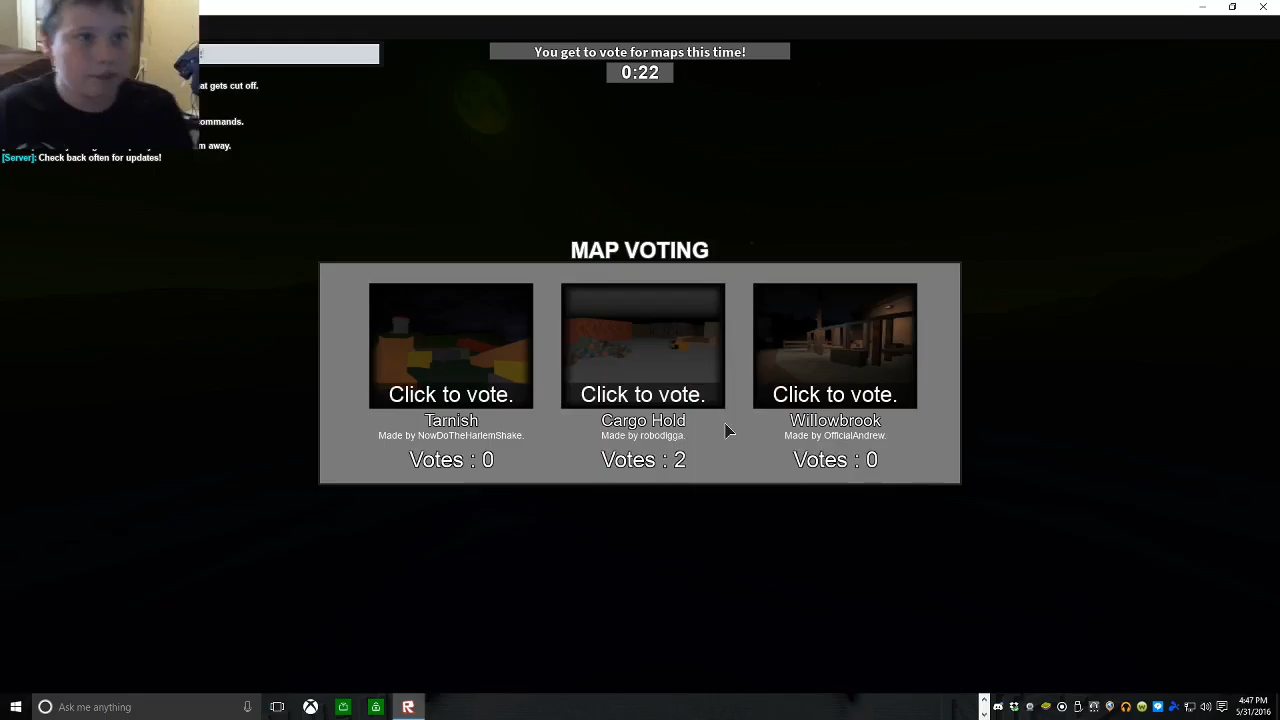 You get to vote for maps this time!
0:22
at gets cut off.
ommands.
m away.
[Server]: Check back often for updates!
MAP VOTING
Click to vote.
Click to vote.
Click to vote.
Tarnish
Cargo Hold
Willowbrook
Made by NowDoTheHarlemShake.
Made by robodigga.
Made by OfficialAndrew.
Votes : 0
Votes : 2
Votes : 0
Ask me anything
4:47 PM
5/31/2016